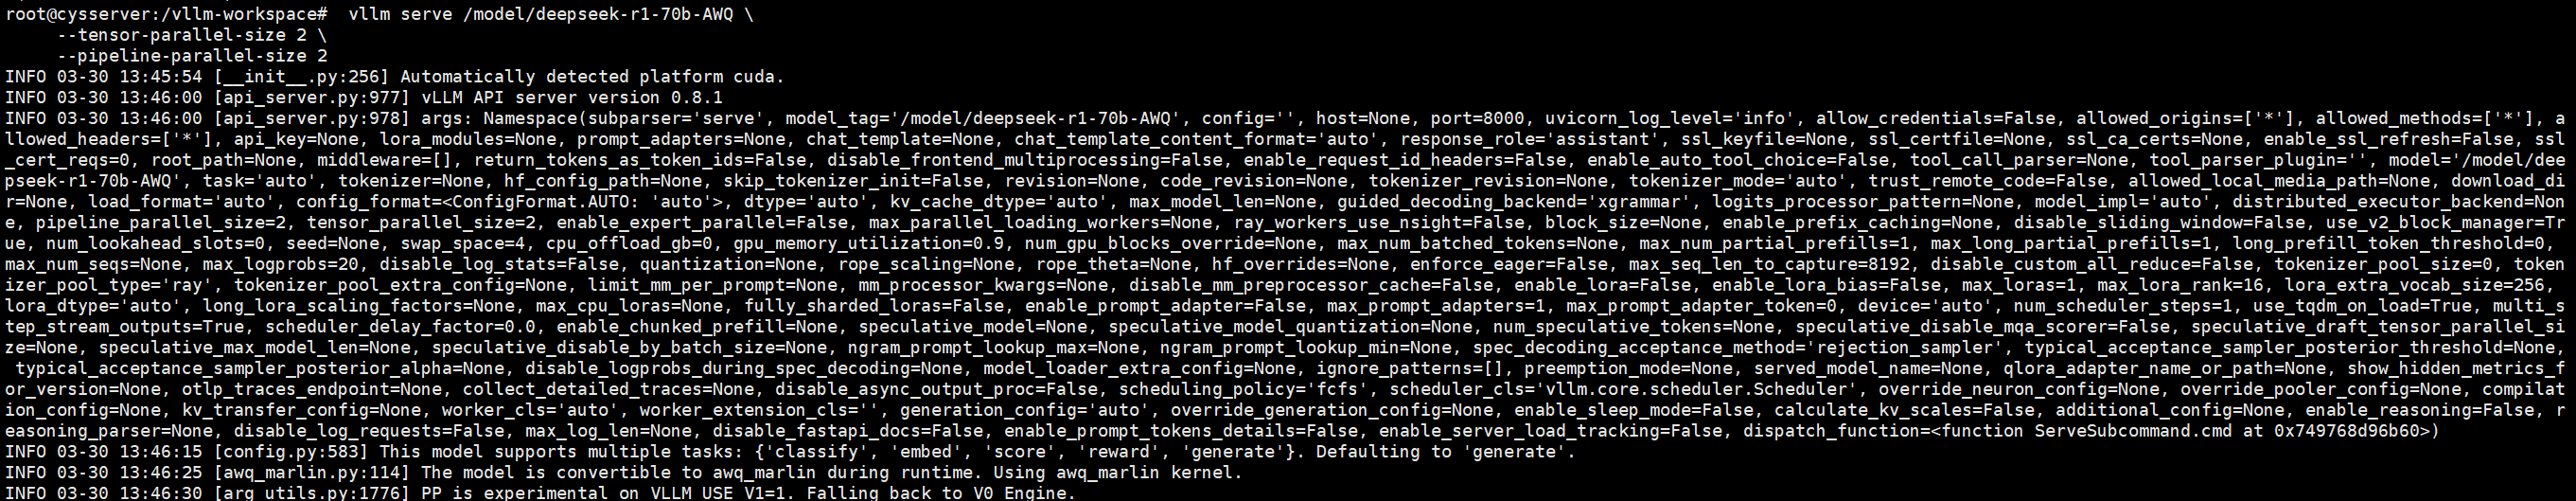 root@cysserver:/vllm-workspace#  vllm serve /model/deepseek-r1-70b-AWQ \
     --tensor-parallel-size 2 \
     --pipeline-parallel-size 2
INFO 03-30 13:45:54 [__init__.py:256] Automatically detected platform cuda.
INFO 03-30 13:46:00 [api_server.py:977] vLLM API server version 0.8.1
INFO 03-30 13:46:00 [api_server.py:978] args: Namespace(subparser='serve', model_tag='/model/deepseek-r1-70b-AWQ', config='', host=None, port=8000, uvicorn_log_level='info', allow_credentials=False, allowed_origins=['*'], allowed_methods=['*'], a
llowed_headers=['*'], api_key=None, lora_modules=None, prompt_adapters=None, chat_template=None, chat_template_content_format='auto', response_role='assistant', ssl_keyfile=None, ssl_certfile=None, ssl_ca_certs=None, enable_ssl_refresh=False, ssl
_cert_reqs=0, root_path=None, middleware=[], return_tokens_as_token_ids=False, disable_frontend_multiprocessing=False, enable_request_id_headers=False, enable_auto_tool_choice=False, tool_call_parser=None, tool_parser_plugin='', model='/model/dee
pseek-r1-70b-AWQ', task='auto', tokenizer=None, hf_config_path=None, skip_tokenizer_init=False, revision=None, code_revision=None, tokenizer_revision=None, tokenizer_mode='auto', trust_remote_code=False, allowed_local_media_path=None, download_di
r=None, load_format='auto', config_format=<ConfigFormat.AUTO: 'auto'>, dtype='auto', kv_cache_dtype='auto', max_model_len=None, guided_decoding_backend='xgrammar', logits_processor_pattern=None, model_impl='auto', distributed_executor_backend=Non
e, pipeline_parallel_size=2, tensor_parallel_size=2, enable_expert_parallel=False, max_parallel_loading_workers=None, ray_workers_use_nsight=False, block_size=None, enable_prefix_caching=None, disable_sliding_window=False, use_v2_block_manager=Tr
ue, num_lookahead_slots=0, seed=None, swap_space=4, cpu_offload_gb=0, gpu_memory_utilization=0.9, num_gpu_blocks_override=None, max_num_batched_tokens=None, max_num_partial_prefills=1, max_long_partial_prefills=1, long_prefill_token_threshold=0, 
max_num_seqs=None, max_logprobs=20, disable_log_stats=False, quantization=None, rope_scaling=None, rope_theta=None, hf_overrides=None, enforce_eager=False, max_seq_len_to_capture=8192, disable_custom_all_reduce=False, tokenizer_pool_size=0, token
izer_pool_type='ray', tokenizer_pool_extra_config=None, limit_mm_per_prompt=None, mm_processor_kwargs=None, disable_mm_preprocessor_cache=False, enable_lora=False, enable_lora_bias=False, max_loras=1, max_lora_rank=16, lora_extra_vocab_size=256, 
lora_dtype='auto', long_lora_scaling_factors=None, max_cpu_loras=None, fully_sharded_loras=False, enable_prompt_adapter=False, max_prompt_adapters=1, max_prompt_adapter_token=0, device='auto', num_scheduler_steps=1, use_tqdm_on_load=True, multi_s
tep_stream_outputs=True, scheduler_delay_factor=0.0, enable_chunked_prefill=None, speculative_model=None, speculative_model_quantization=None, num_speculative_tokens=None, speculative_disable_mqa_scorer=False, speculative_draft_tensor_parallel_si
ze=None, speculative_max_model_len=None, speculative_disable_by_batch_size=None, ngram_prompt_lookup_max=None, ngram_prompt_lookup_min=None, spec_decoding_acceptance_method='rejection_sampler', typical_acceptance_sampler_posterior_threshold=None,
 typical_acceptance_sampler_posterior_alpha=None, disable_logprobs_during_spec_decoding=None, model_loader_extra_config=None, ignore_patterns=[], preemption_mode=None, served_model_name=None, qlora_adapter_name_or_path=None, show_hidden_metrics_f
or_version=None, otlp_traces_endpoint=None, collect_detailed_traces=None, disable_async_output_proc=False, scheduling_policy='fcfs', scheduler_cls='vllm.core.scheduler.Scheduler', override_neuron_config=None, override_pooler_config=None, compilat
ion_config=None, kv_transfer_config=None, worker_cls='auto', worker_extension_cls='', generation_config='auto', override_generation_config=None, enable_sleep_mode=False, calculate_kv_scales=False, additional_config=None, enable_reasoning=False, r
easoning_parser=None, disable_log_requests=False, max_log_len=None, disable_fastapi_docs=False, enable_prompt_tokens_details=False, enable_server_load_tracking=False, dispatch_function=<function ServeSubcommand.cmd at 0x749768d96b60>)
INFO 03-30 13:46:15 [config.py:583] This model supports multiple tasks: {'classify', 'embed', 'score', 'reward', 'generate'}. Defaulting to 'generate'.
INFO 03-30 13:46:25 [awq_marlin.py:114] The model is convertible to awq_marlin during runtime. Using awq_marlin kernel.
INFO 03-30 13:46:30 [arg_utils.py:1776] PP is experimental on VLLM_USE_V1=1. Falling back to V0 Engine.